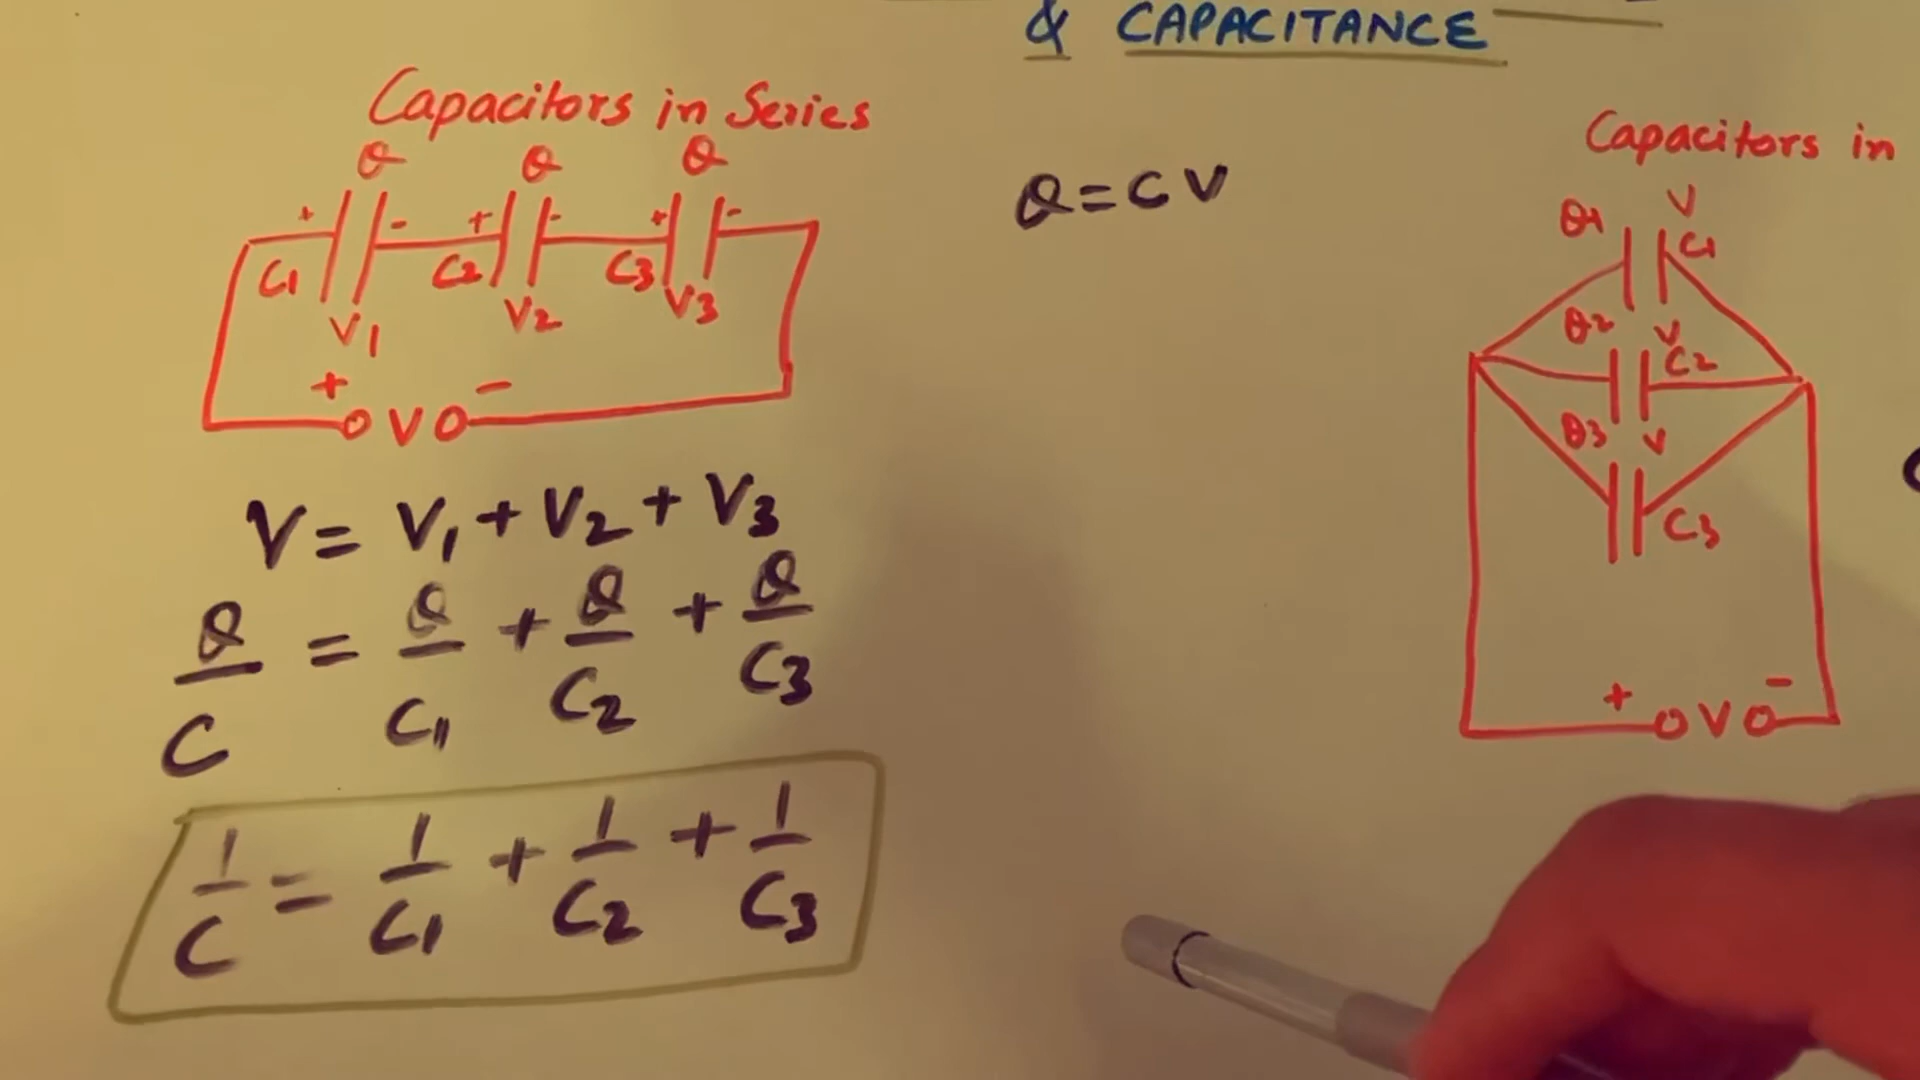 & CAPACITANCE
Capacitors in Series
Q Q Q
+ - + - + -
C1 C2 C3
V1 V2 V3
+ -
V
V = V1 + V2 + V3
Q/C = Q/C1 + Q/C2 + Q/C3
1/C = 1/C1 + 1/C2 + 1/C3
Q = C V
Capacitors in
Q1 V
C1
Q2 V
C2
Q3 V
C3
+ -
V